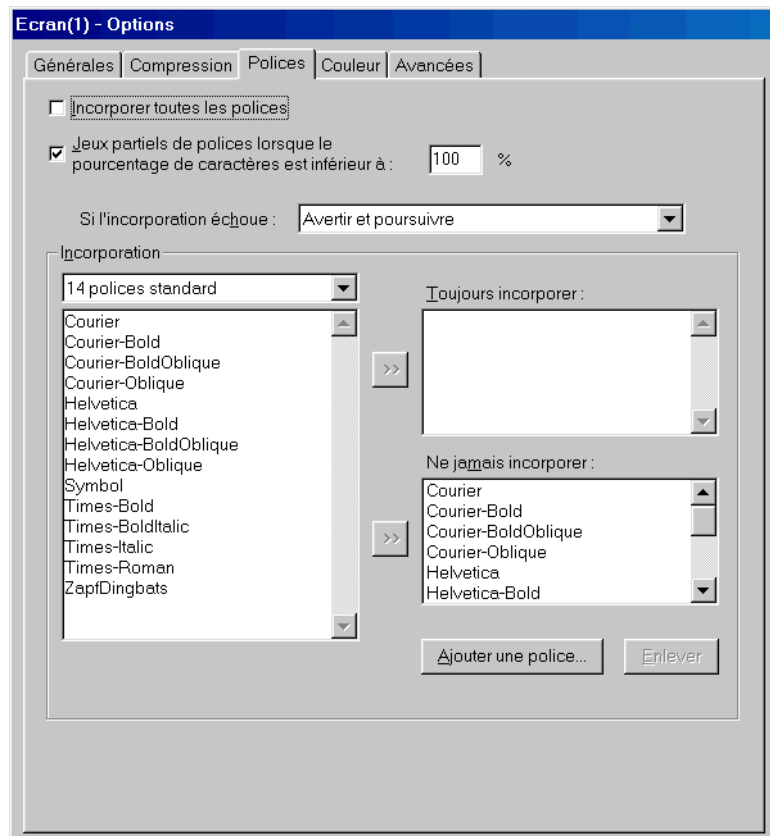 Ecran(1) - Options
Générales Compression Polices Couleur Avancées
Incorporer toutes les polices
Jeux partiels de polices lorsque le
pourcentage de caractères est inférieur à : 100 %
Si l'incorporation échoue : Avertir et poursuivre
Incorporation
14 polices standard
Courier
Courier-Bold
Courier-BoldOblique
Courier-Oblique
Helvetica
Helvetica-Bold
Helvetica-BoldOblique
Helvetica-Oblique
Symbol
Times-Bold
Times-BoldItalic
Times-Italic
Times-Roman
ZapfDingbats
>>
>>
Toujours incorporer :
Ne jamais incorporer :
Courier
Courier-Bold
Courier-BoldOblique
Courier-Oblique
Helvetica
Helvetica-Bold
Ajouter une police... Enlever